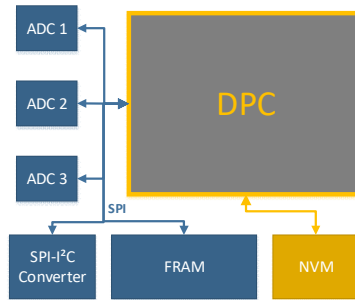 ADC 1
ADC 2
DPC
ADC 3
SPI
SPI-I²C
Converter
FRAM
NVM